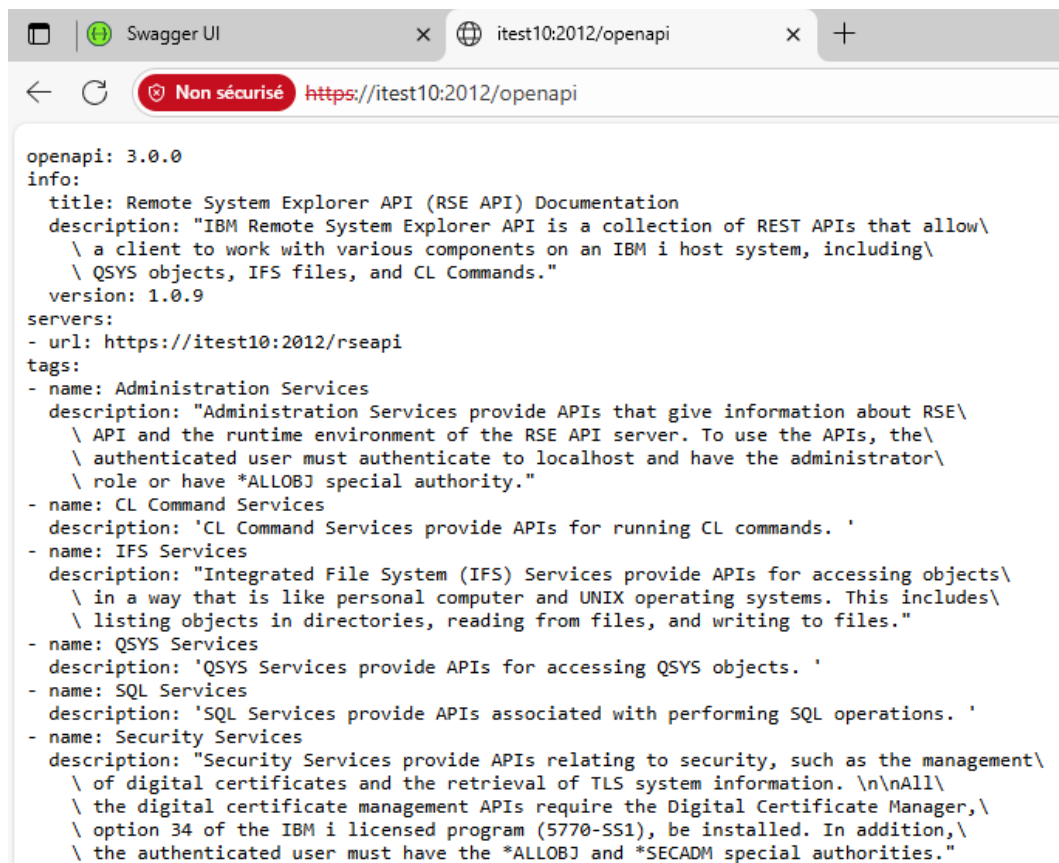 Swagger UI
itest10:2012/openapi
Non sécurisé https://itest10:2012/openapi
openapi: 3.0.0
info:
  title: Remote System Explorer API (RSE API) Documentation
  description: "IBM Remote System Explorer API is a collection of REST APIs that allow\
    \ a client to work with various components on an IBM i host system, including\
    \ QSYS objects, IFS files, and CL Commands."
  version: 1.0.9
servers:
- url: https://itest10:2012/rseapi
tags:
- name: Administration Services
  description: "Administration Services provide APIs that give information about RSE\
    \ API and the runtime environment of the RSE API server. To use the APIs, the\
    \ authenticated user must authenticate to localhost and have the administrator\
    \ role or have *ALLOBJ special authority."
- name: CL Command Services
  description: 'CL Command Services provide APIs for running CL commands. '
- name: IFS Services
  description: "Integrated File System (IFS) Services provide APIs for accessing objects\
    \ in a way that is like personal computer and UNIX operating systems. This includes\
    \ listing objects in directories, reading from files, and writing to files."
- name: QSYS Services
  description: 'QSYS Services provide APIs for accessing QSYS objects. '
- name: SQL Services
  description: 'SQL Services provide APIs associated with performing SQL operations. '
- name: Security Services
  description: "Security Services provide APIs relating to security, such as the management\
    \ of digital certificates and the retrieval of TLS system information. \n\nAll\
    \ the digital certificate management APIs require the Digital Certificate Manager,\
    \ option 34 of the IBM i licensed program (5770-SS1), be installed. In addition,\
    \ the authenticated user must have the *ALLOBJ and *SECADM special authorities."